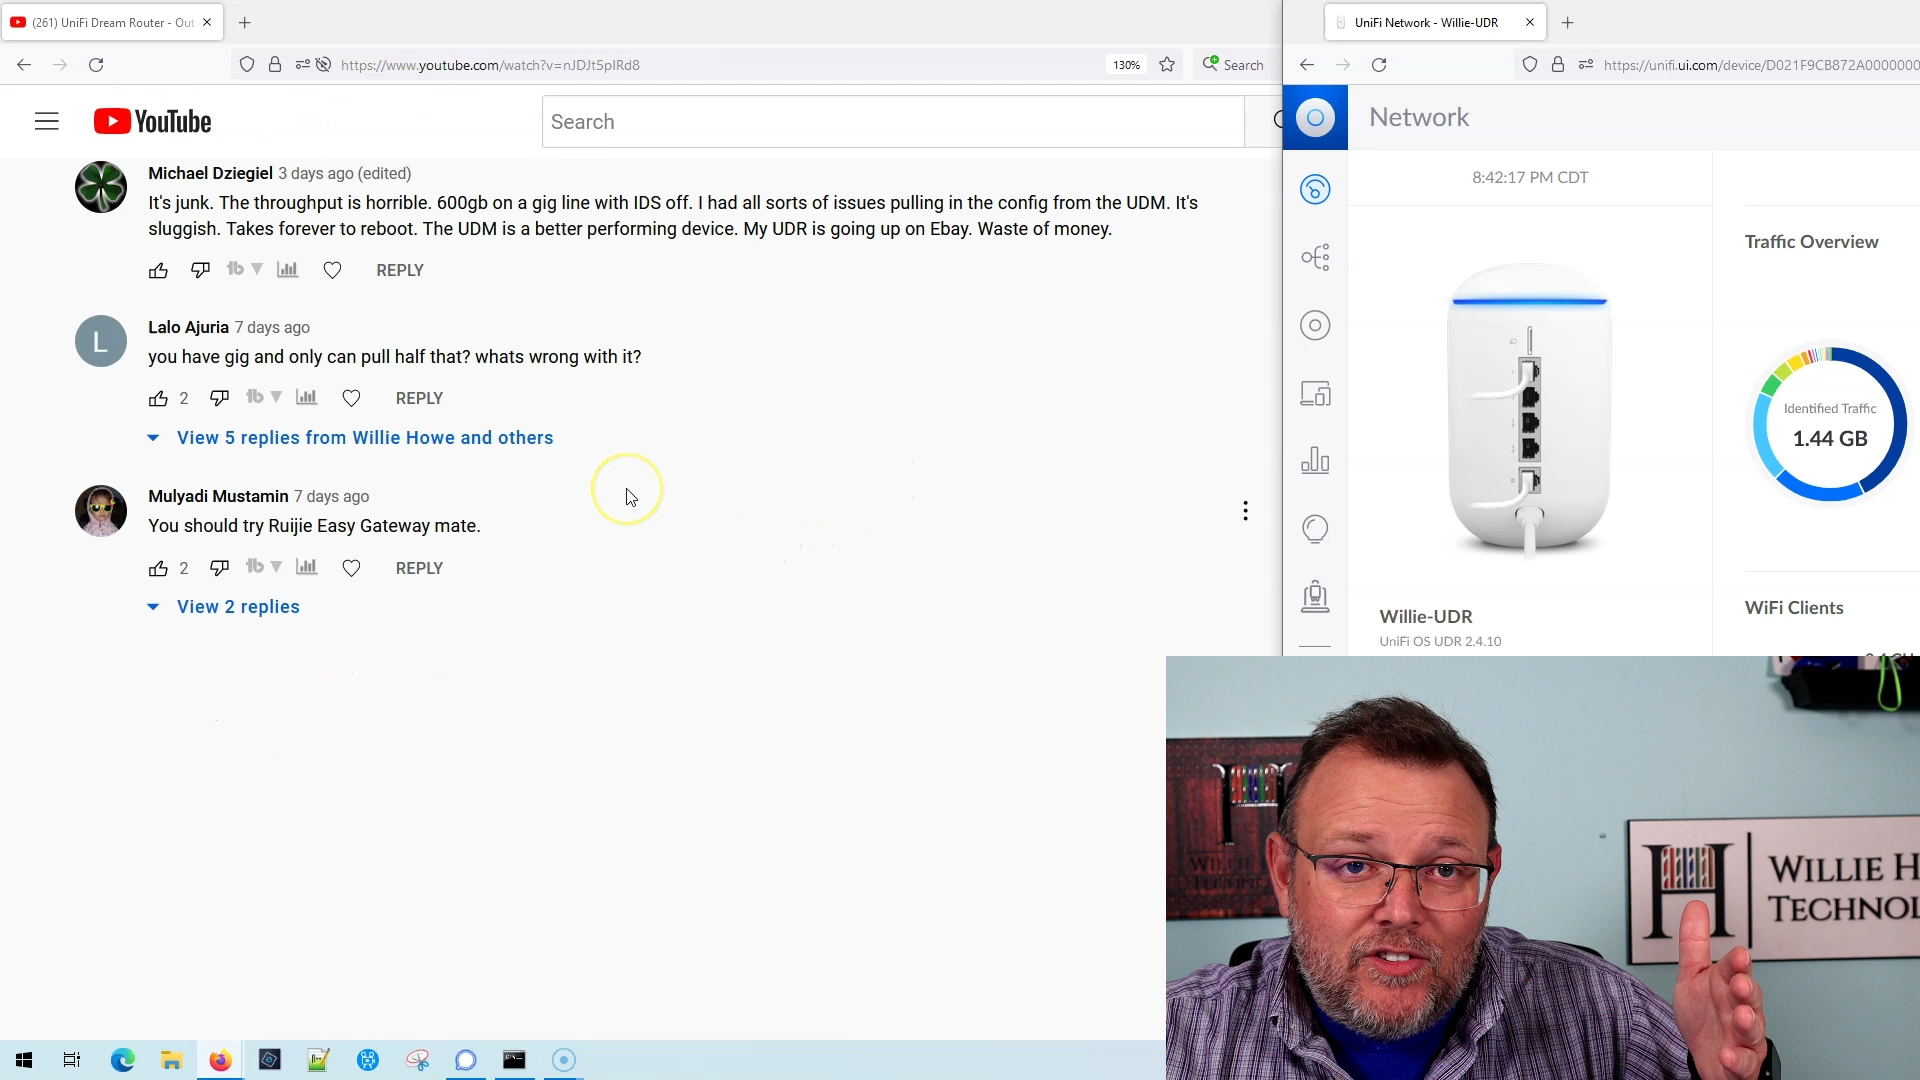 (261) UniFi Dream Router - Out
UniFi Network - Willie-UDR
https://www.youtube.com/watch?v=nJDJt5pIRd8
130%
Search
https://unifi.ui.com/device/D021F9CB872A0000000
YouTube
Search
Network
Michael Dziegiel 3 days ago (edited)
It's junk. The throughput is horrible. 600gb on a gig line with IDS off. I had all sorts of issues pulling in the config from the UDM. It's
sluggish. Takes forever to reboot. The UDM is a better performing device. My UDR is going up on Ebay. Waste of money.
REPLY
L
Lalo Ajuria 7 days ago
you have gig and only can pull half that? whats wrong with it?
2
REPLY
View 5 replies from Willie Howe and others
Mulyadi Mustamin 7 days ago
You should try Ruijie Easy Gateway mate.
2
REPLY
View 2 replies
8:42:17 PM CDT
Traffic Overview
Identified Traffic
1.44 GB
Willie-UDR
UniFi OS UDR 2.4.10
WiFi Clients
WILLIE H
TECHNOL